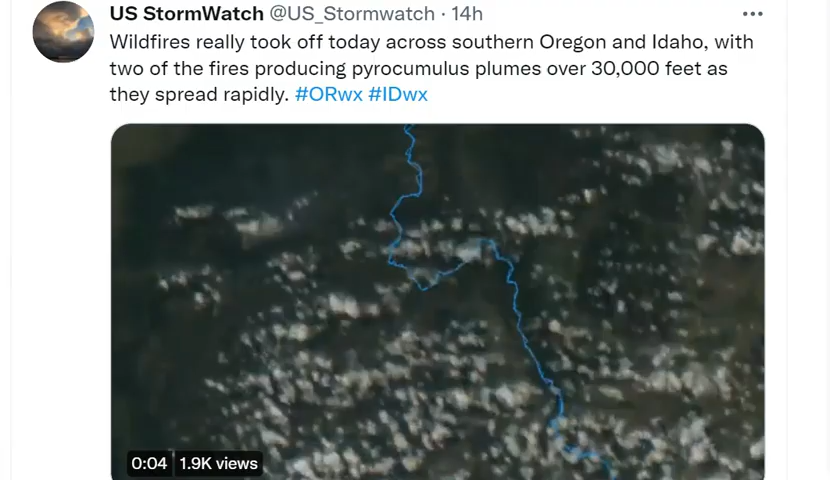 US StormWatch @US_Stormwatch · 14h
Wildfires really took off today across southern Oregon and Idaho, with
two of the fires producing pyrocumulus plumes over 30,000 feet as
they spread rapidly. #ORwx #IDwx
0:04 1.9K views